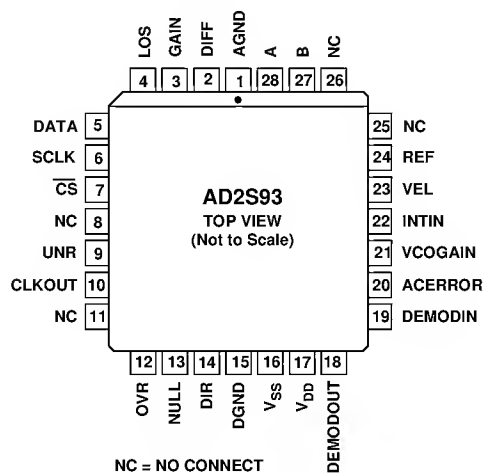 LOS GAIN DIFF AGND A B NC
4 3 2 1 28 27 26
DATA 5
SCLK 6
C̅S̅ 7
NC 8
UNR 9
CLKOUT 10
NC 11
AD2S93
TOP VIEW
(Not to Scale)
25 NC
24 REF
23 VEL
22 INTIN
21 VCOGAIN
20 ACERROR
19 DEMODIN
12 13 14 15 16 17 18
OVR NULL DIR DGND VSS VDD DEMODOUT
NC = NO CONNECT